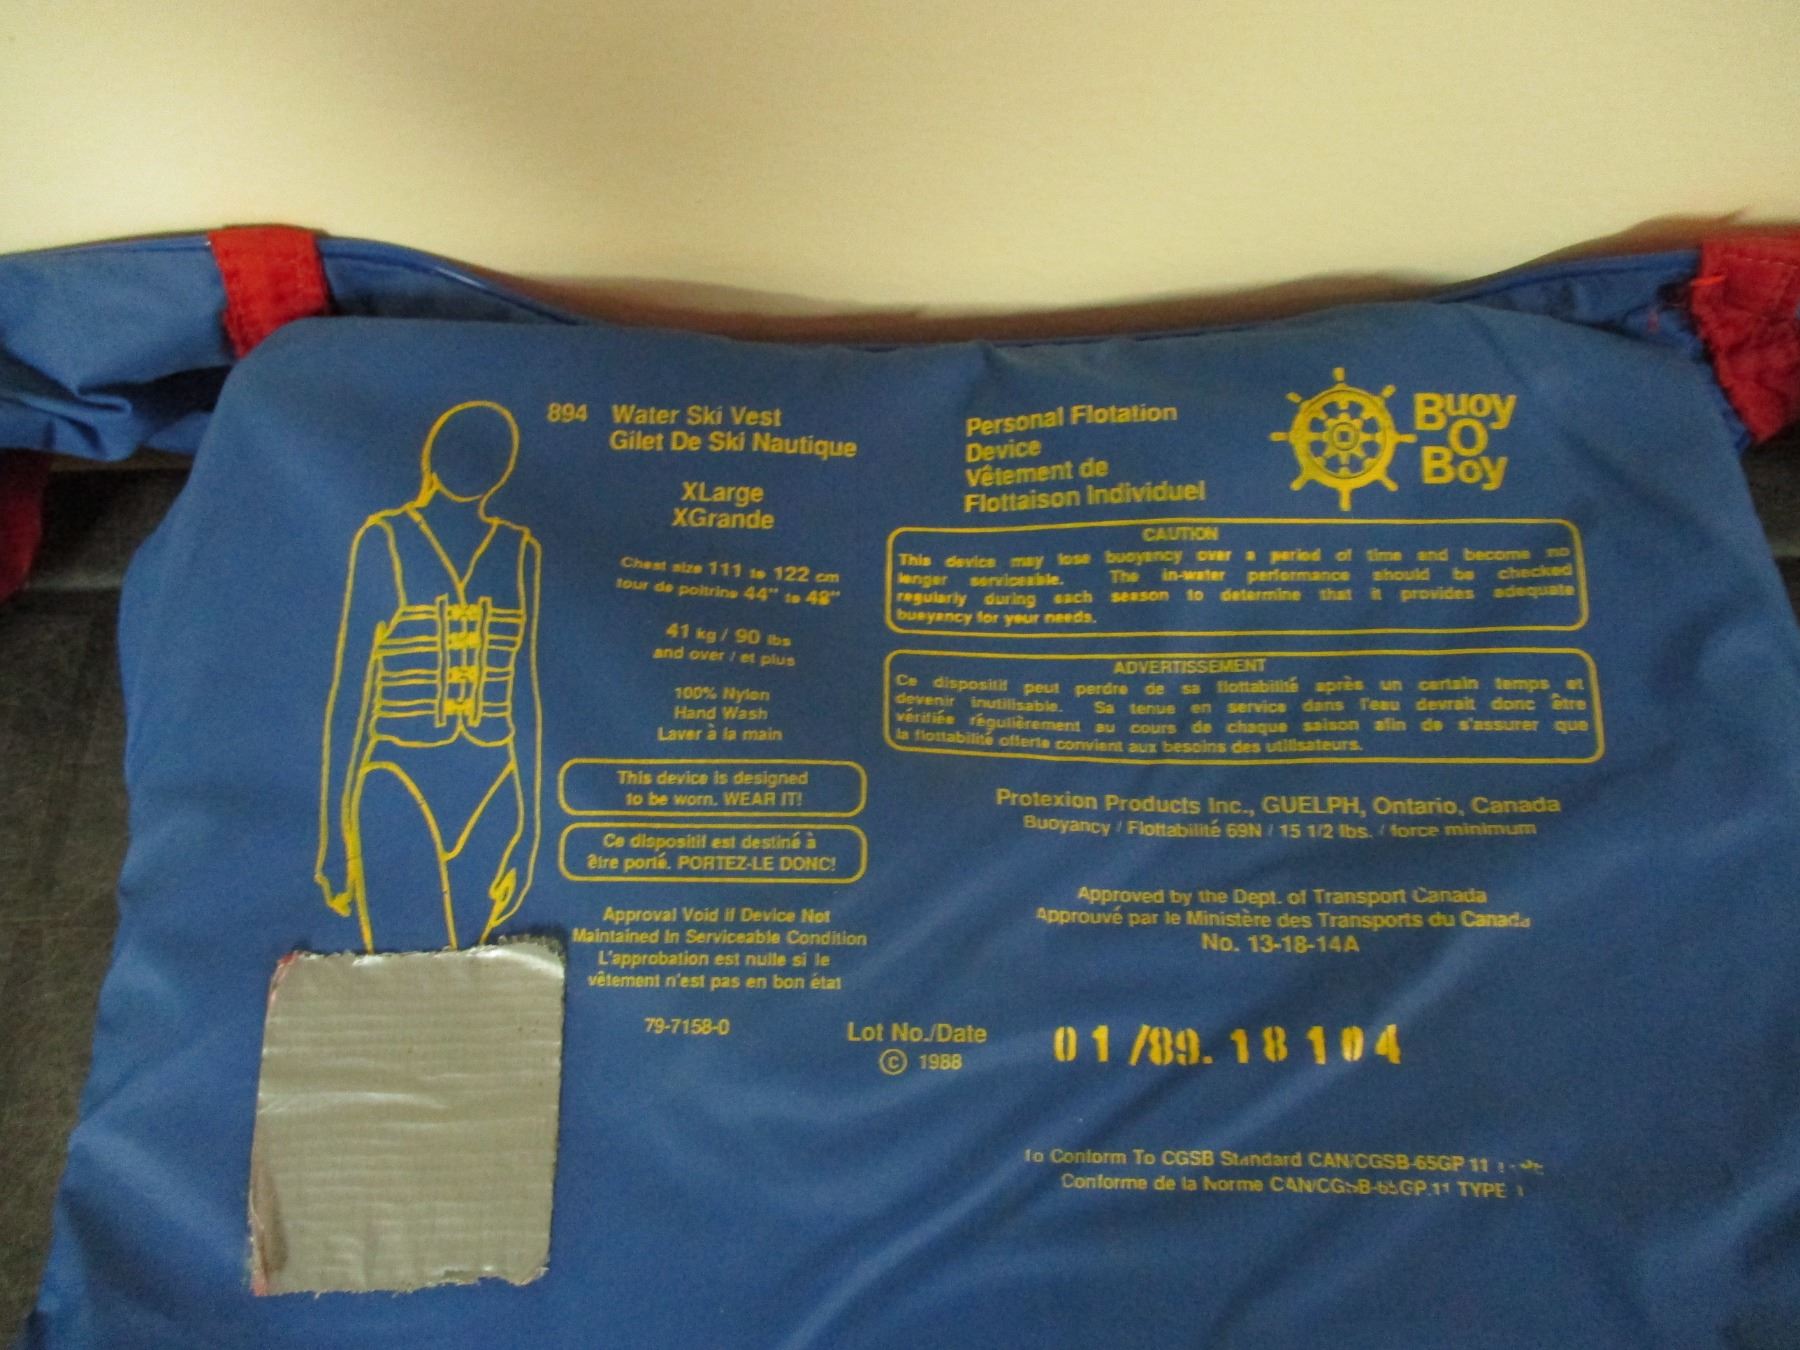 894 Water Ski Vest
Gilet De Ski Nautique
XLarge
XGrande
Chest size 111 to 122 cm
tour de poitrine 44" to 48"
41 kg / 90 lbs
and over / et plus
100% Nylon
Hand Wash
Laver à la main
This device is designed
to be worn. WEAR IT!
Ce dispositif est destiné à
être porté. PORTEZ-LE DONC!
Approval Void if Device Not
Maintained In Serviceable Condition
L'approbation est nulle si le
vêtement n'est pas en bon état
79-7158-0
Personal Flotation
Device
Vêtement de
Flottaison Individuel
Buoy
O
Boy
CAUTION
This device may lose buoyancy over a period of time and become no
longer serviceable. The in-water performance should be checked
regularly during each season to determine that it provides adequate
buoyancy for your needs.
ADVERTISSEMENT
Ce dispositif peut perdre de sa flottabilité après un certain temps et
devenir inutilisable. Sa tenue en service dans l'eau devrait donc être
vérifiée régulièrement au cours de chaque saison afin de s'assurer que
la flottabilité offerte convient aux besoins des utilisateurs.
Protexion Products Inc., GUELPH, Ontario, Canada
Buoyancy / Flottabilité 69N / 15 1/2 lbs. / force minimum
Approved by the Dept. of Transport Canada
Approuvé par le Ministère des Transports du Canada
No. 13-18-14A
Lot No./Date
© 1988
01/89. 18104
To Conform To CGSB Standard CAN/CGSB-65GP 11
Conforme de la Norme CAN/CGSB-65GP.11 TYPE